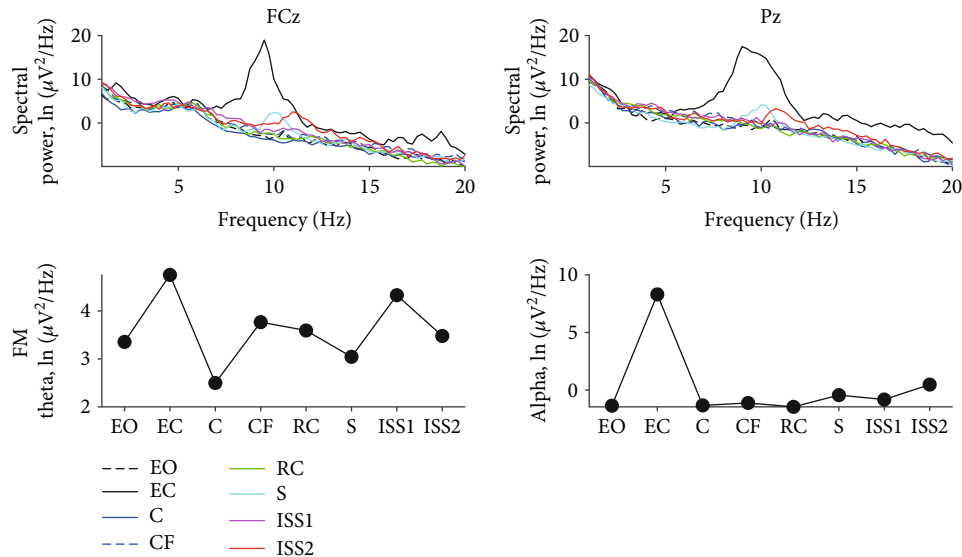 FCz
Spectral
power, ln (μV²/Hz)
20
10
0
5
10
15
20
Frequency (Hz)
Pz
Spectral
power, ln (μV²/Hz)
20
10
0
5
10
15
20
Frequency (Hz)
FM
theta, ln (μV²/Hz)
4
3
2
EO EC C CF RC S ISS1 ISS2
Alpha, ln (μV²/Hz)
10
5
0
EO EC C CF RC S ISS1 ISS2
EO
EC
C
CF
RC
S
ISS1
ISS2